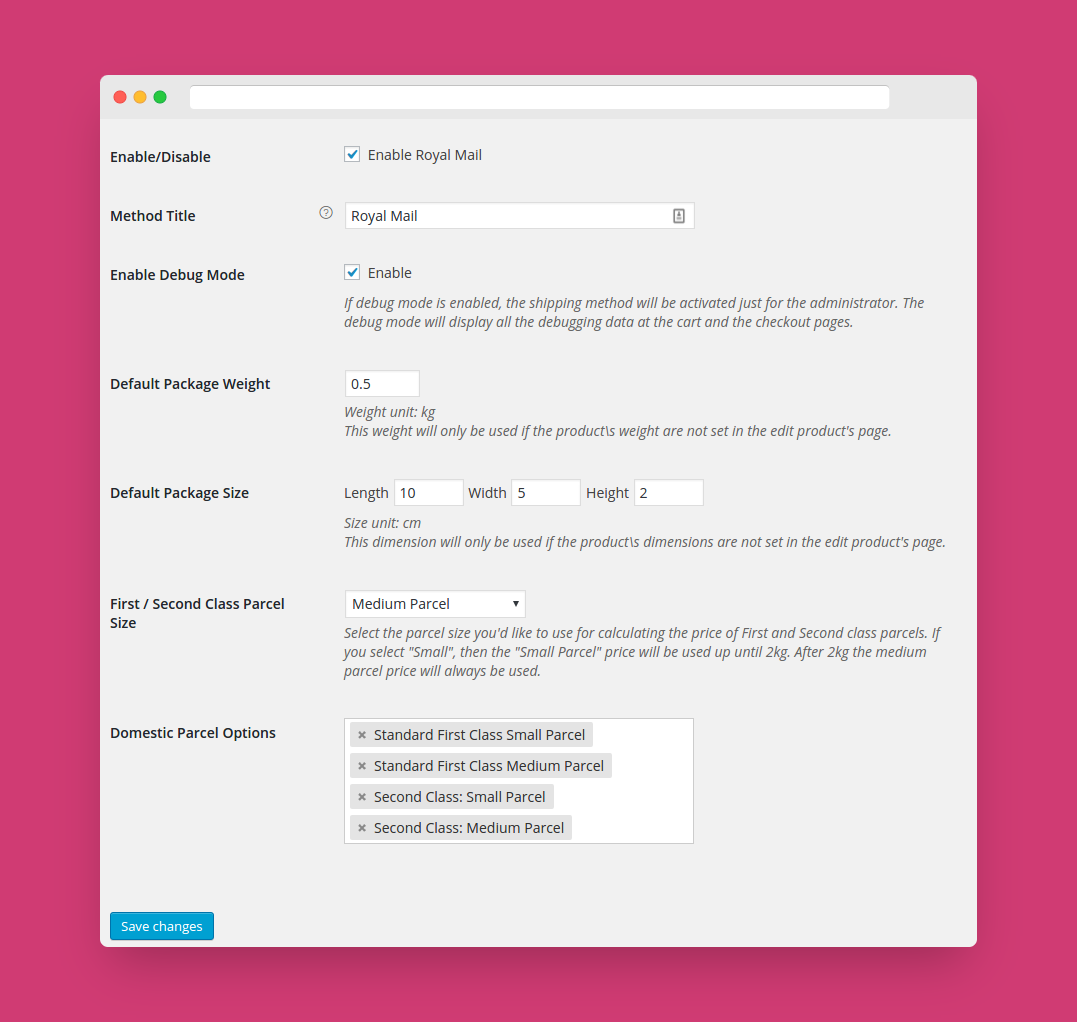 Enable/Disable
Enable Royal Mail
Method Title
? Royal Mail
Enable Debug Mode
Enable
If debug mode is enabled, the shipping method will be activated just for the administrator. The
debug mode will display all the debugging data at the cart and the checkout pages.
Default Package Weight
0.5
Weight unit: kg
This weight will only be used if the product\s weight are not set in the edit product's page.
Default Package Size
Length 10 Width 5 Height 2
Size unit: cm
This dimension will only be used if the product\s dimensions are not set in the edit product's page.
First / Second Class Parcel
Size
Medium Parcel
Select the parcel size you'd like to use for calculating the price of First and Second class parcels. If
you select "Small", then the "Small Parcel" price will be used up until 2kg. After 2kg the medium
parcel price will always be used.
Domestic Parcel Options
× Standard First Class Small Parcel
× Standard First Class Medium Parcel
× Second Class: Small Parcel
× Second Class: Medium Parcel
Save changes